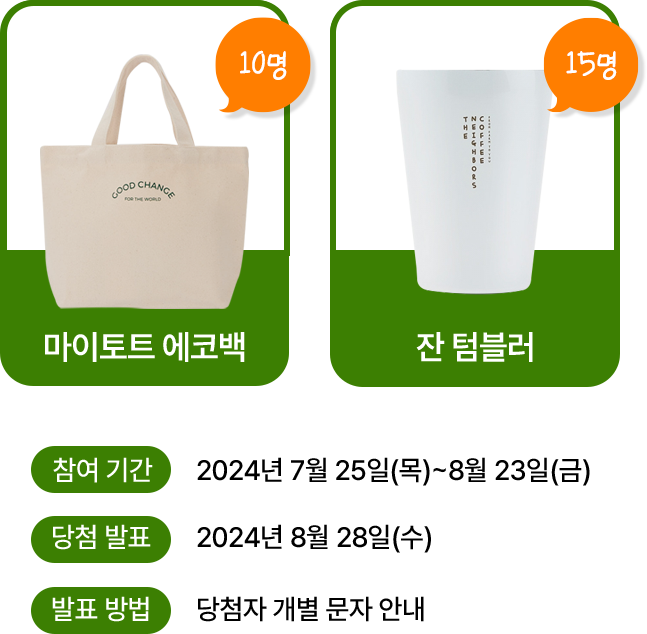 10명
15명
GOOD CHANGE
FOR THE WORLD
THE
NEIGHBORS
COFFEE
마이토트 에코백
잔 텀블러
참여 기간 2024년 7월 25일(목)~8월 23일(금)
당첨 발표 2024년 8월 28일(수)
발표 방법 당첨자 개별 문자 안내